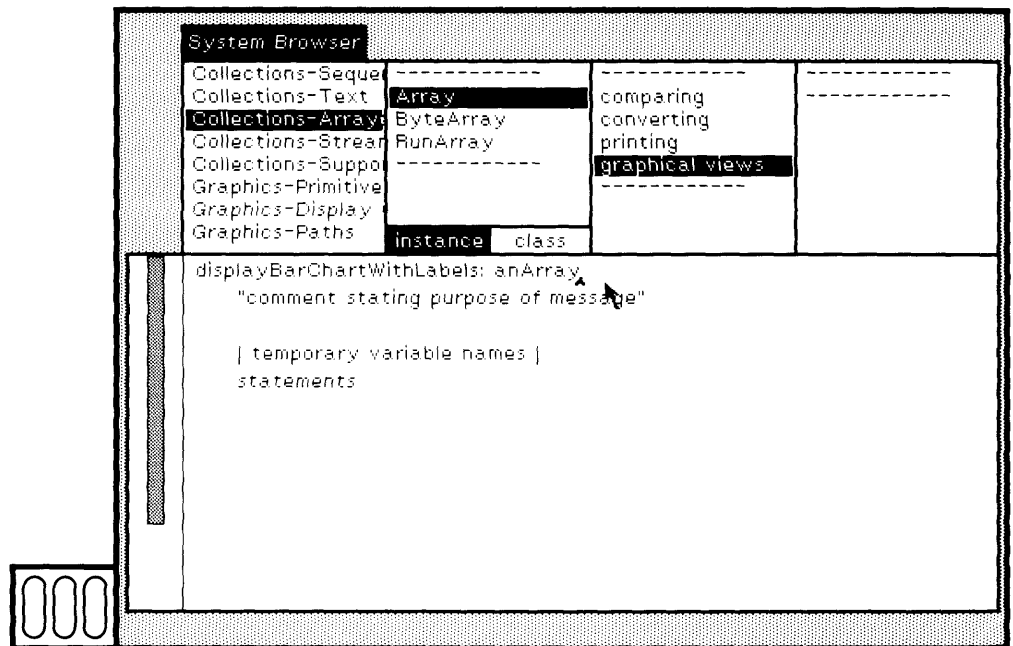 System Browser
Collections-Seque
Collections-Text
Collections-Array
Collections-Strear
Collections-Suppo
Graphics-Primitive
Graphics-Display
Graphics-Paths
-------------
Array
ByteArray
RunArray
-------------
instance class
-------------
comparing
converting
printing
graphical views
-------------
-------------
-------------
displayBarChartWithLabels: anArray
"comment stating purpose of message"
| temporary variable names |
statements